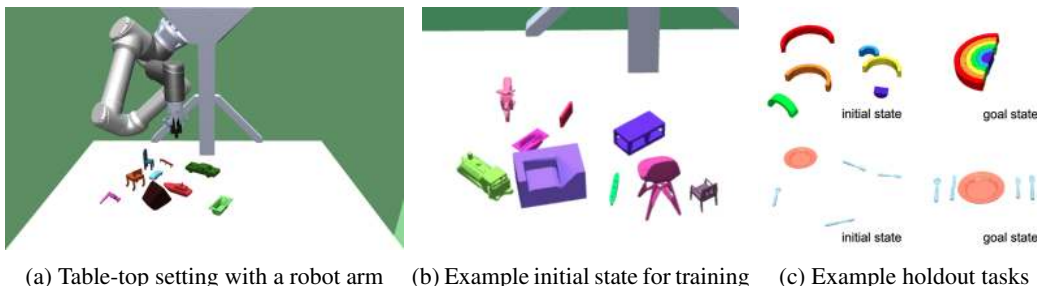 initial state
goal state
initial state
goal state
(a) Table-top setting with a robot arm
(b) Example initial state for training
(c) Example holdout tasks